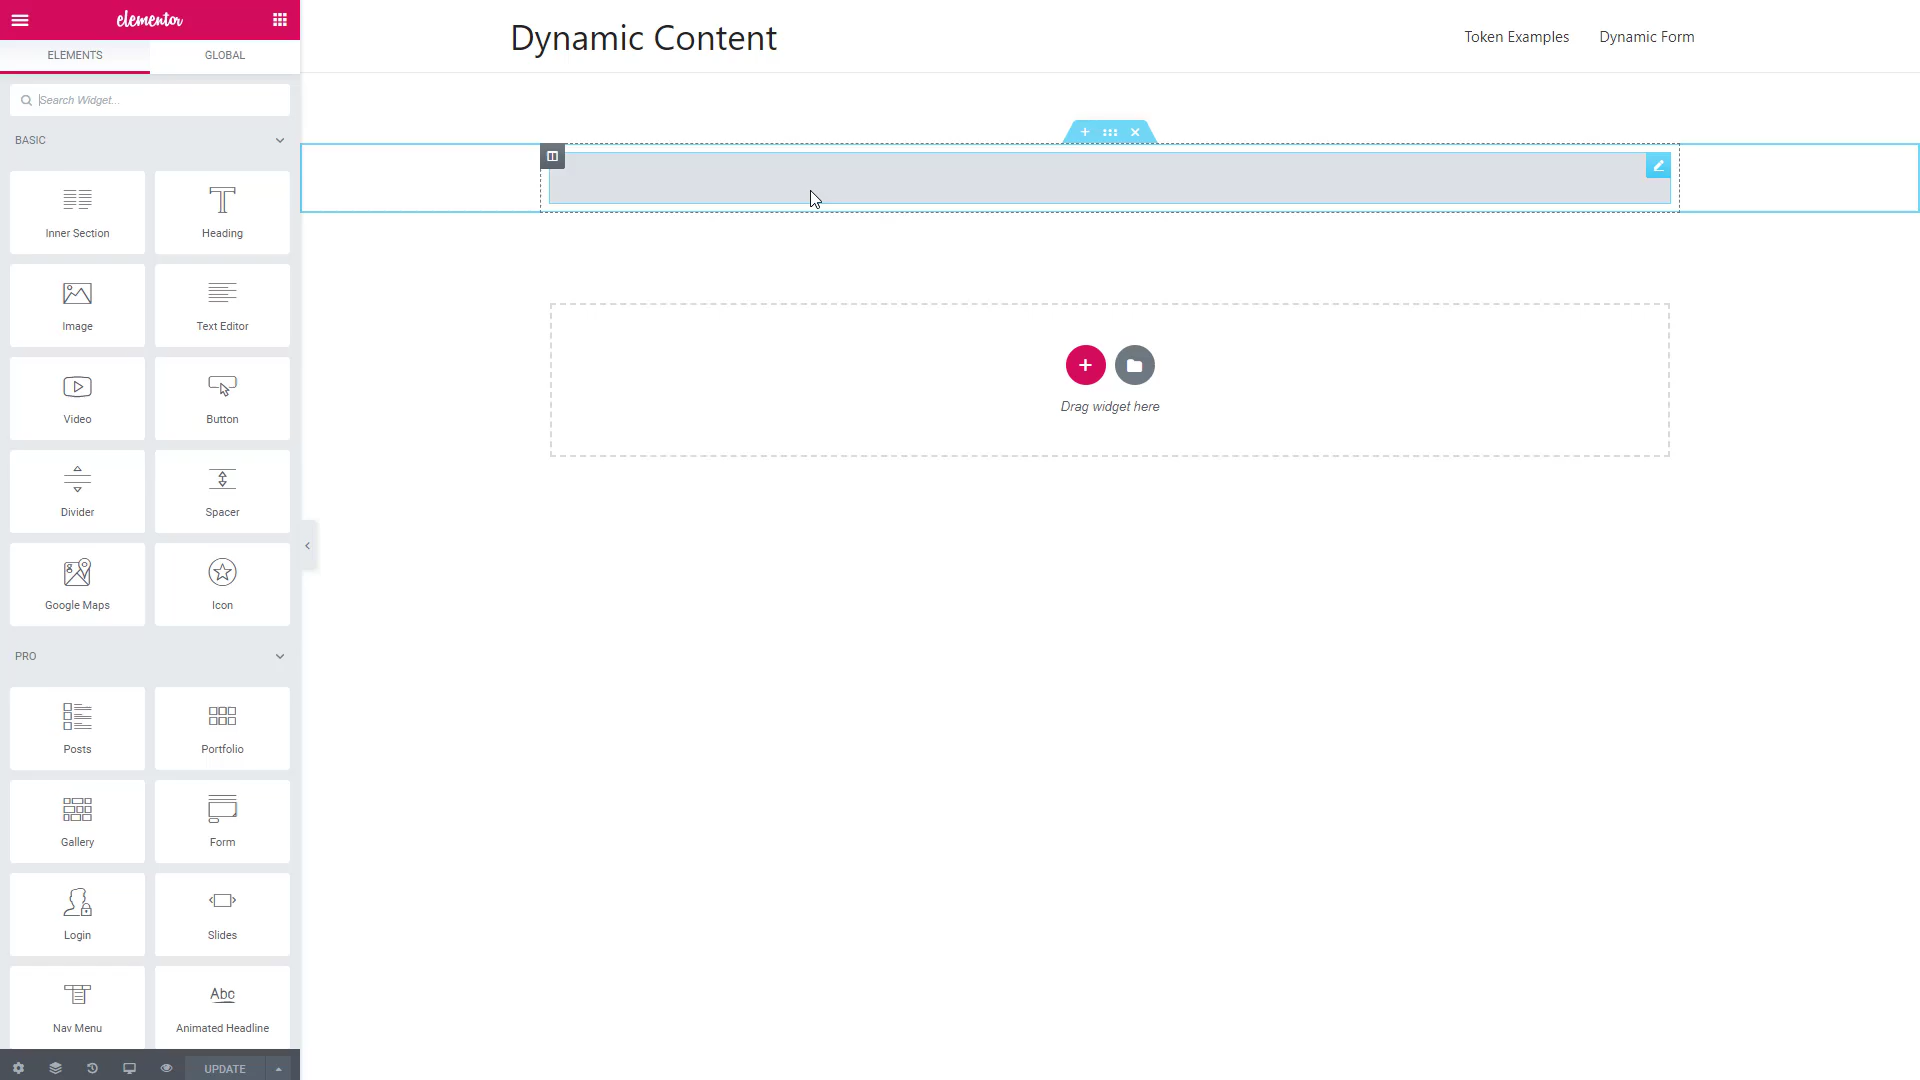 elementor
ELEMENTS
GLOBAL
Search Widget...
BASIC
Inner Section
Heading
Image
Text Editor
Video
Button
Divider
Spacer
Google Maps
Icon
PRO
Posts
Portfolio
Gallery
Form
Login
Slides
Nav Menu
Abc
Animated Headline
UPDATE
Dynamic Content
Token Examples
Dynamic Form
Drag widget here